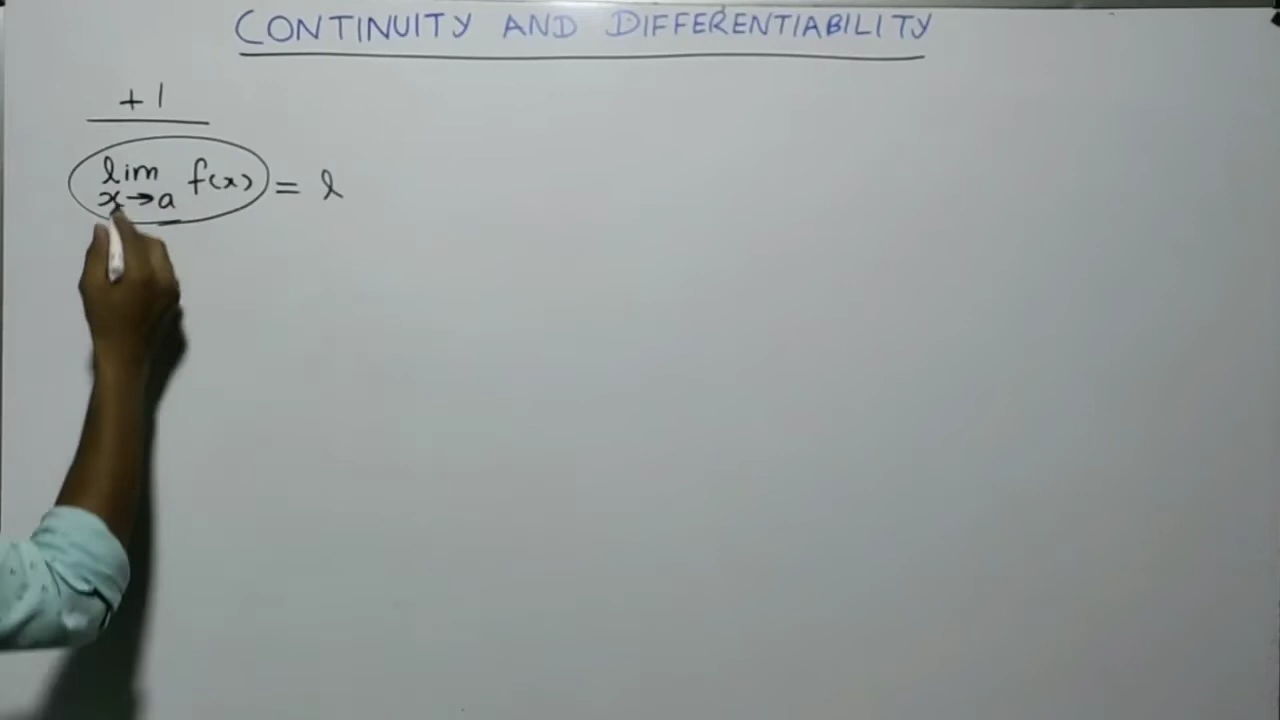 CONTINUITY AND DIFFERENTIABILITY
+1
lim f(x) = l
x→a